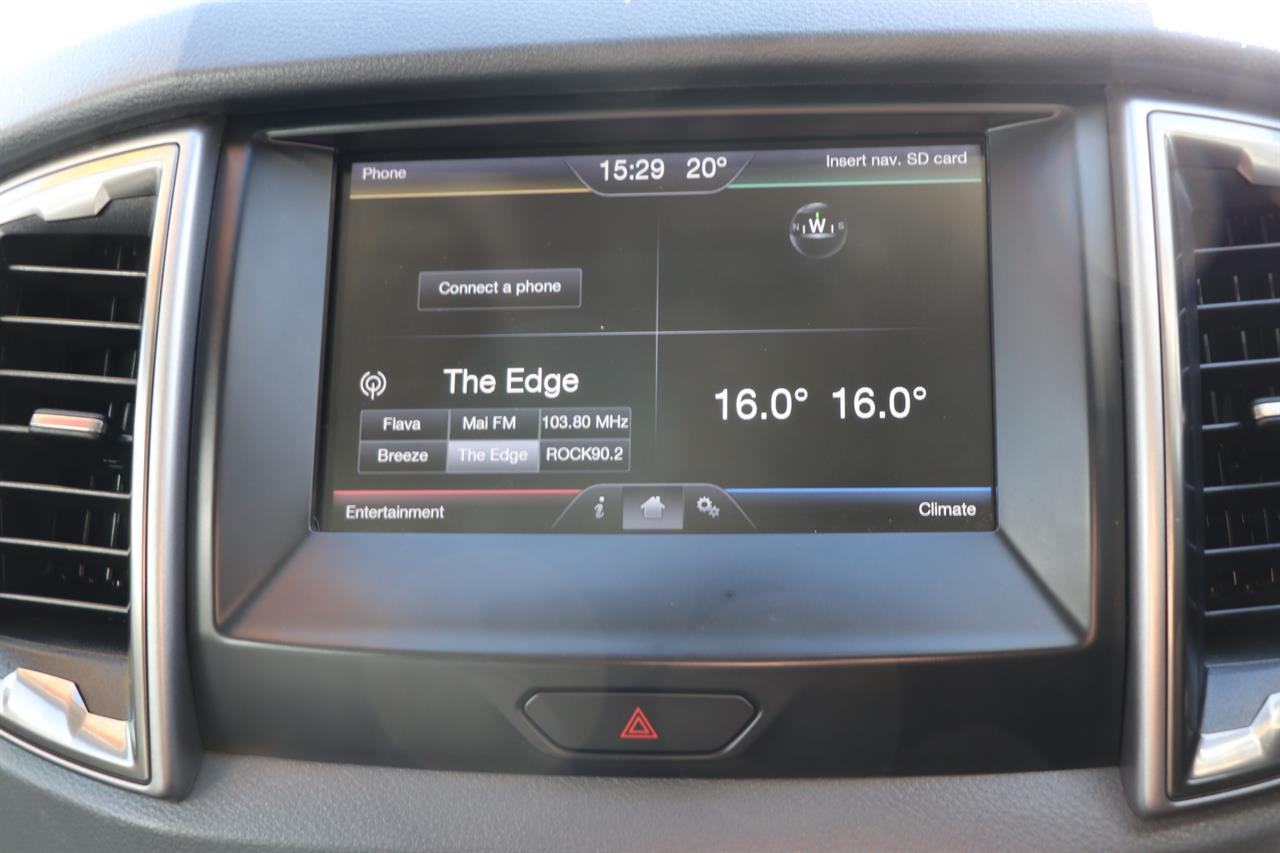 Phone
15:29 20°
Insert nav. SD card
N W S
Connect a phone
The Edge
Flava Mai FM 103.80 MHz
Breeze The Edge ROCK90.2
16.0° 16.0°
Entertainment
i
Climate